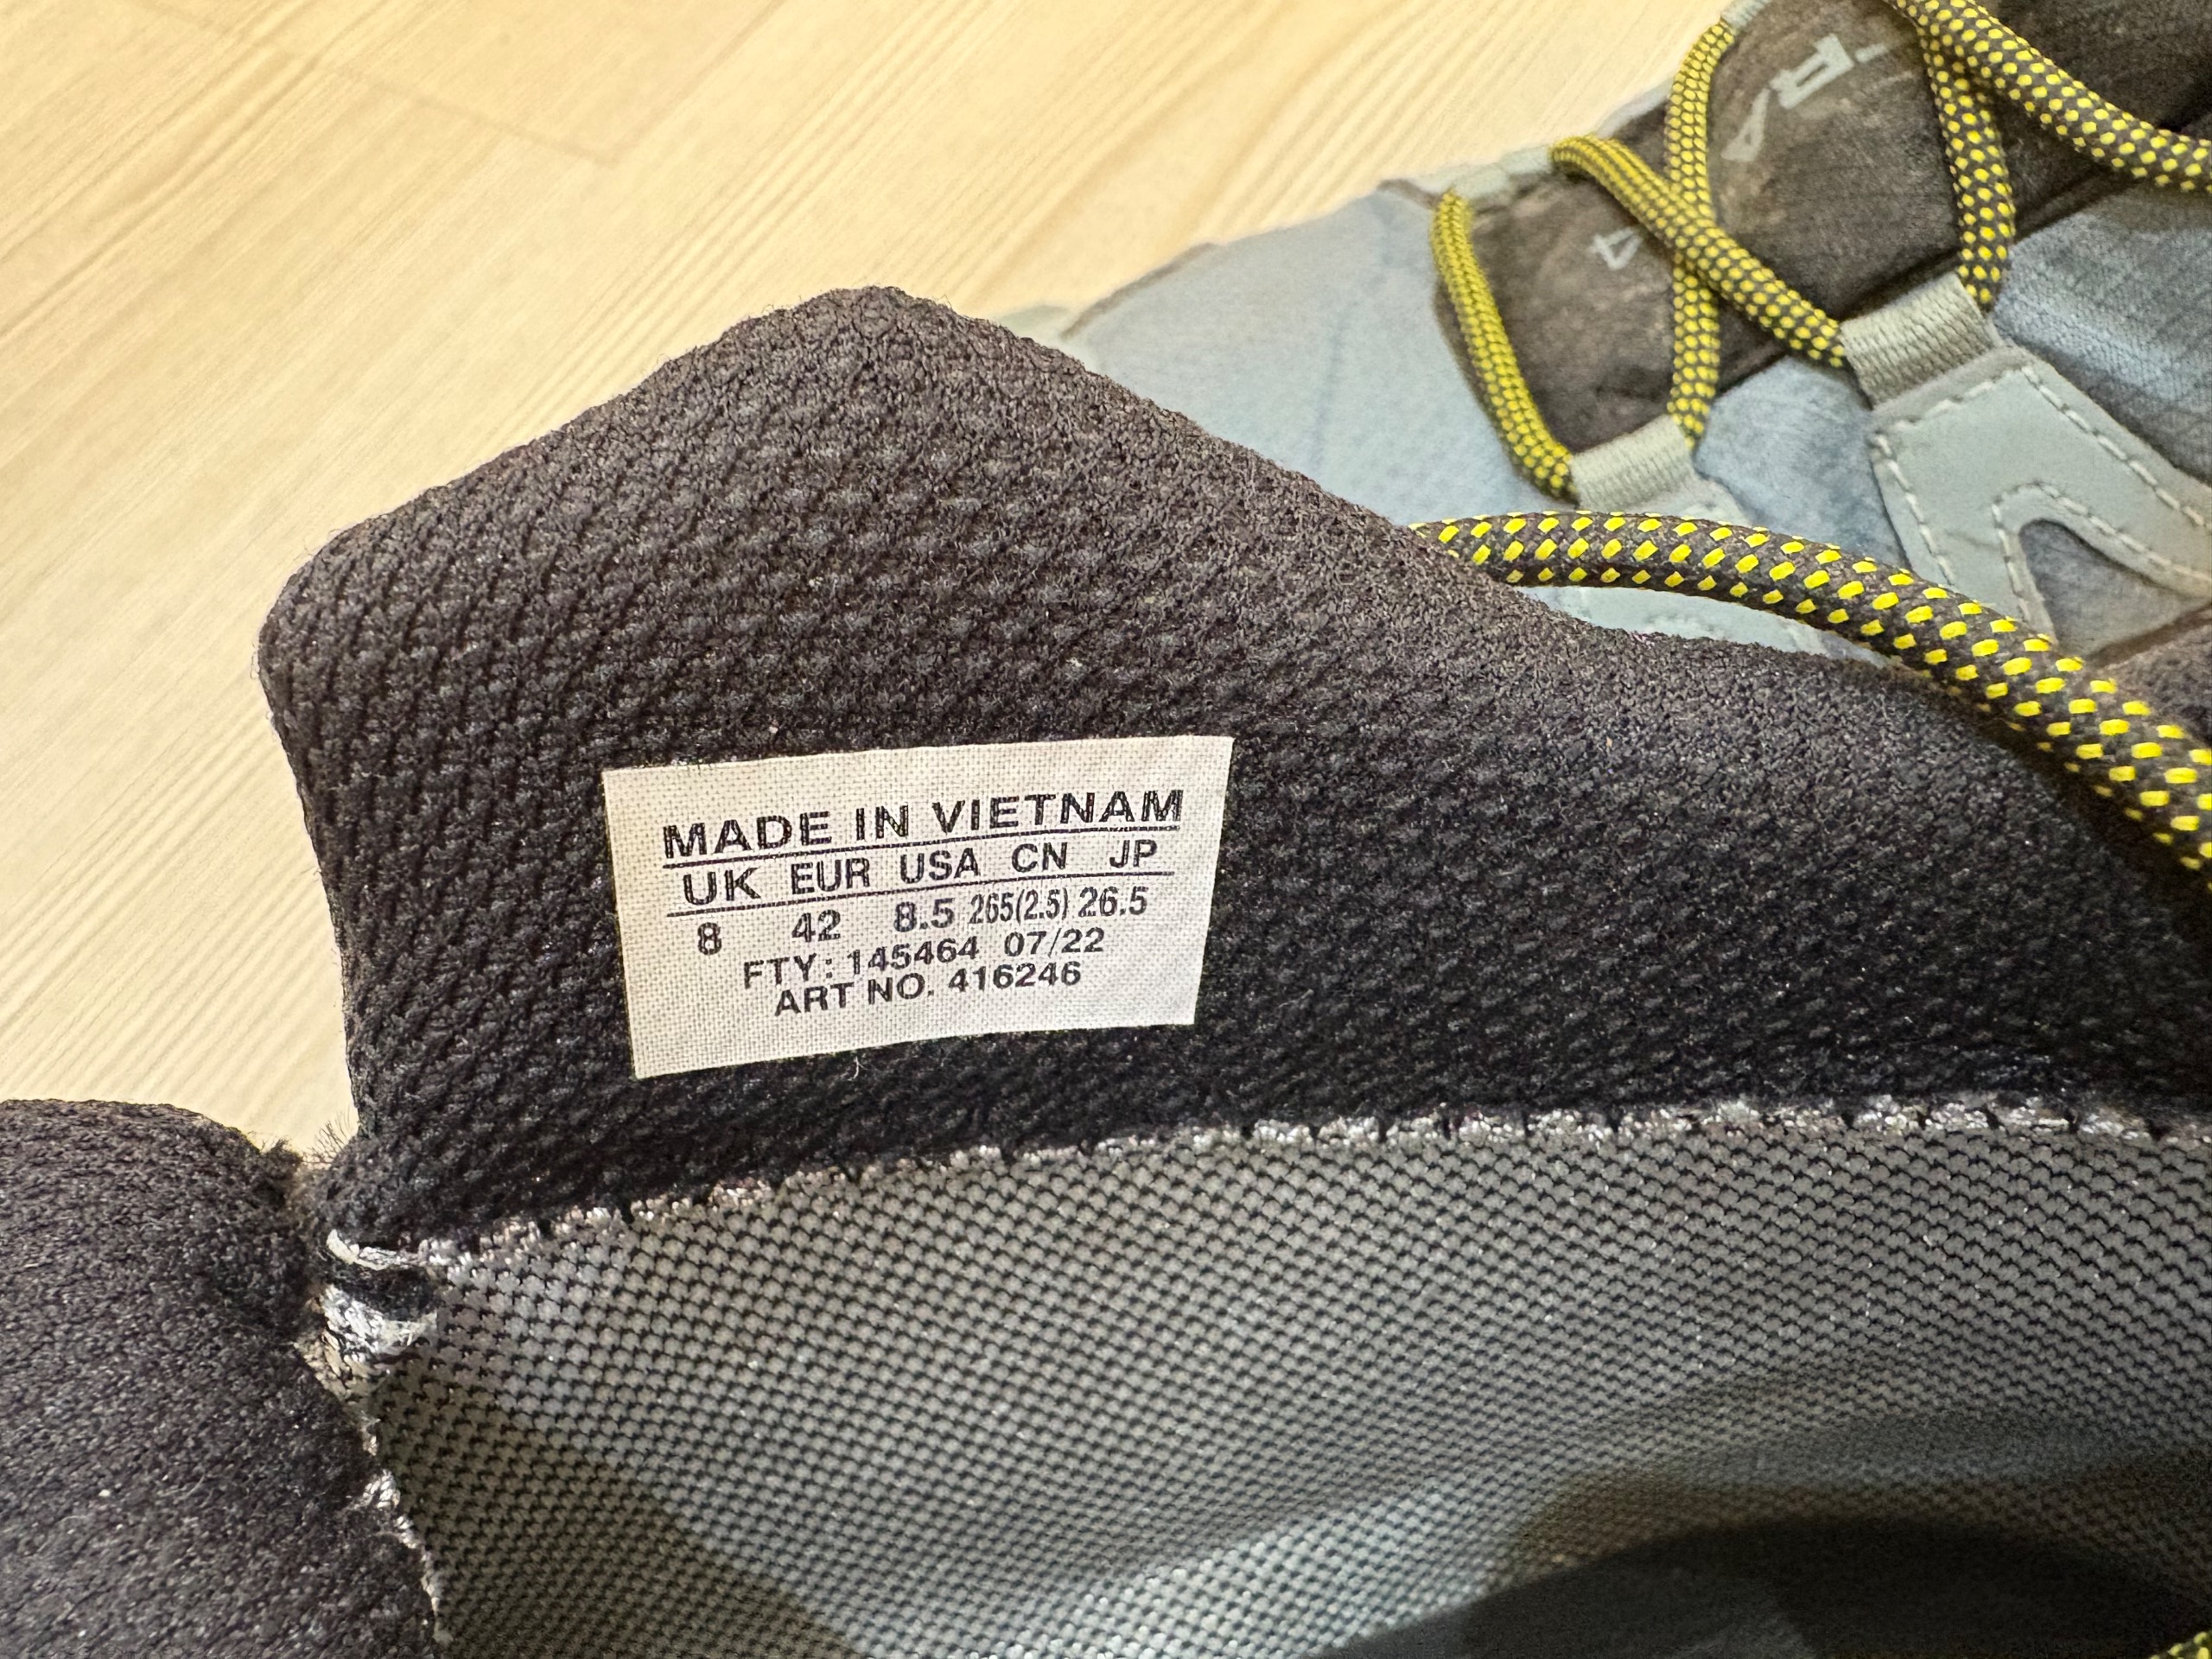 MADE IN VIETNAM
UK EUR USA CN JP
8 42 8.5 265(2.5) 26.5
FTY: 145464 07/22
ART NO. 416246
4